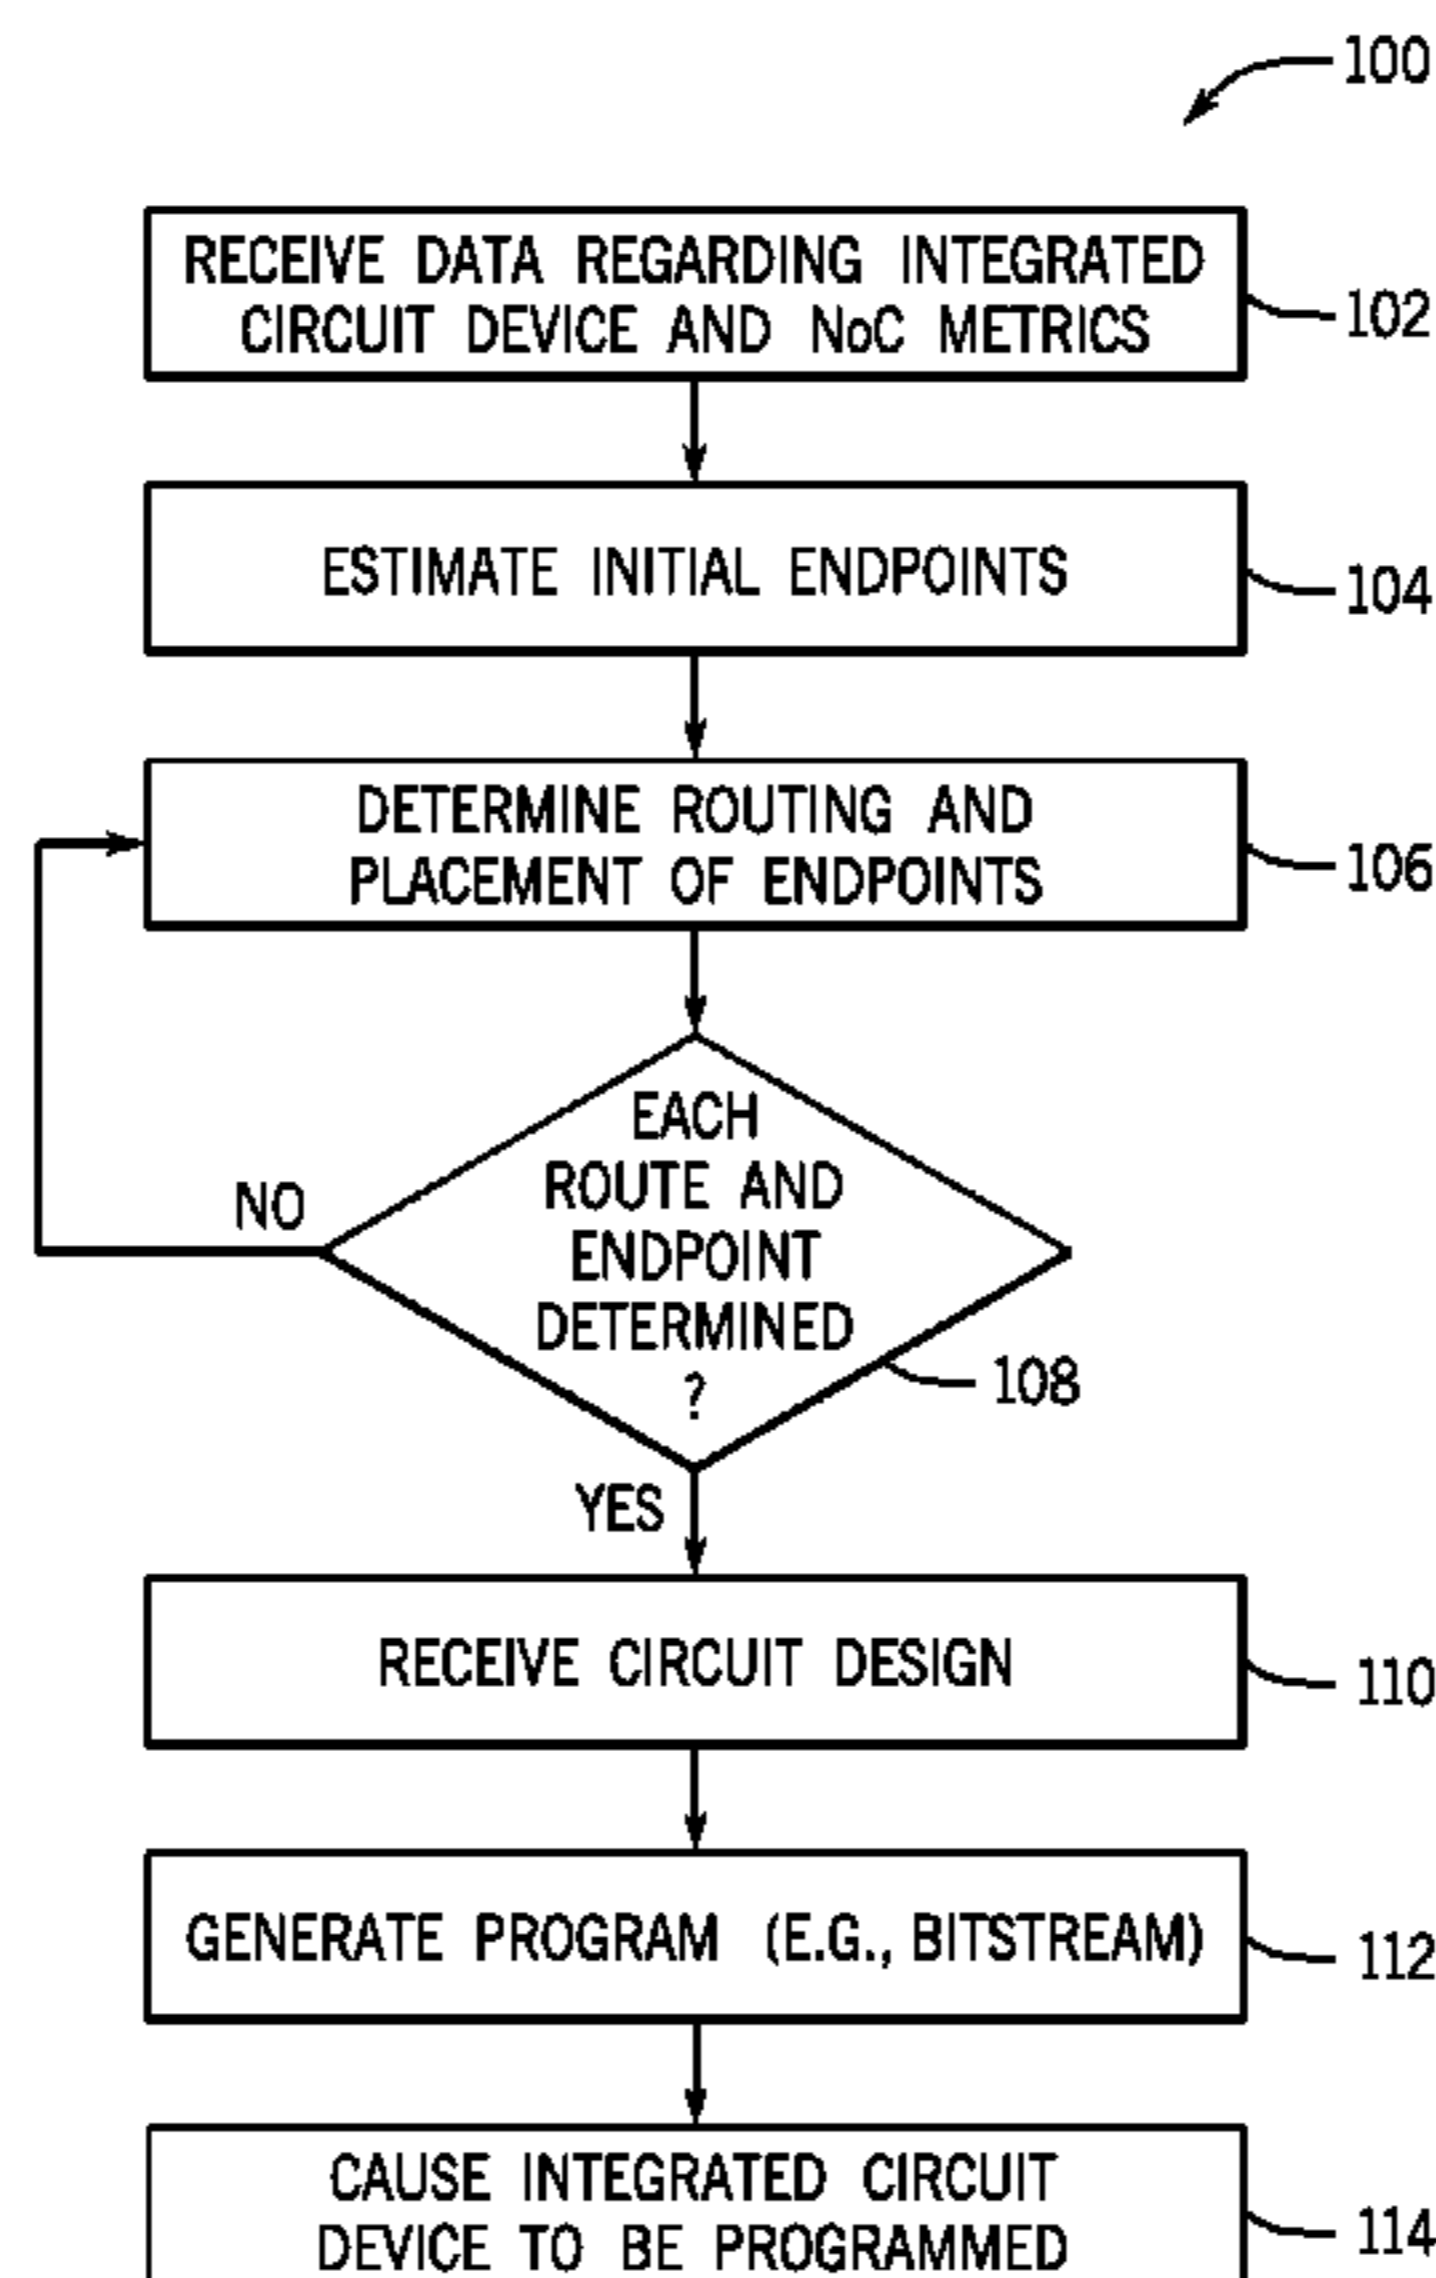 100
RECEIVE DATA REGARDING INTEGRATED
CIRCUIT DEVICE AND NoC METRICS
102
ESTIMATE INITIAL ENDPOINTS
104
DETERMINE ROUTING AND
PLACEMENT OF ENDPOINTS
106
EACH
ROUTE AND
ENDPOINT
DETERMINED
?
NO
108
YES
RECEIVE CIRCUIT DESIGN
110
GENERATE PROGRAM (E.G., BITSTREAM)
112
CAUSE INTEGRATED CIRCUIT
DEVICE TO BE PROGRAMMED
114